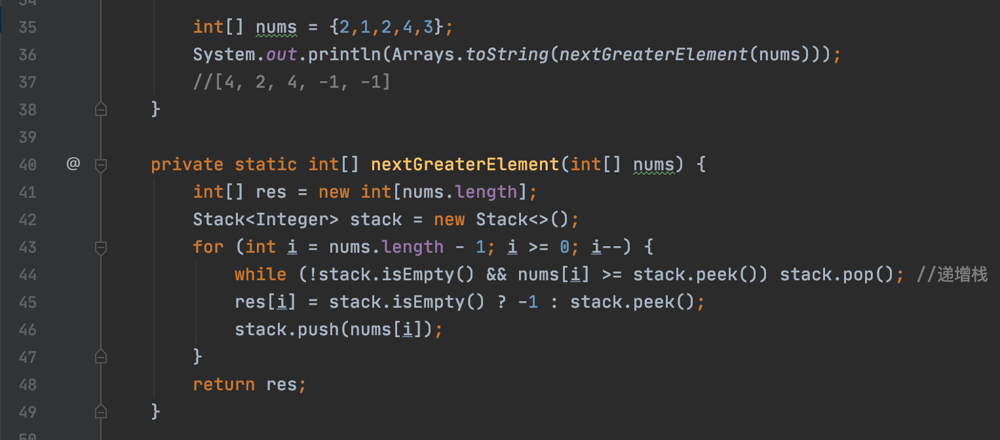 34
35 int[] nums = {2,1,2,4,3};
36 System.out.println(Arrays.toString(nextGreaterElement(nums)));
37 //[4, 2, 4, -1, -1]
38 }
39
40 @ private static int[] nextGreaterElement(int[] nums) {
41 int[] res = new int[nums.length];
42 Stack<Integer> stack = new Stack<>();
43 for (int i = nums.length - 1; i >= 0; i--) {
44 while (!stack.isEmpty() && nums[i] >= stack.peek()) stack.pop(); //递增栈
45 res[i] = stack.isEmpty() ? -1 : stack.peek();
46 stack.push(nums[i]);
47 }
48 return res;
49 }
50